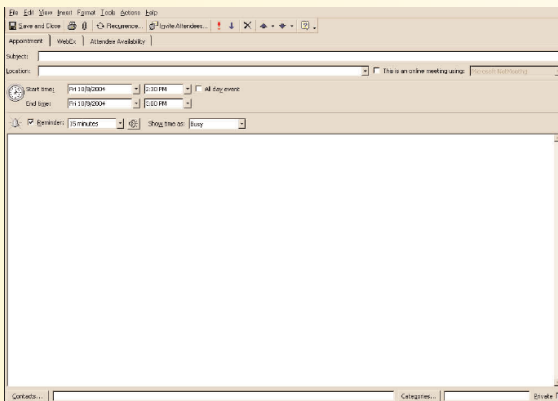 File Edit View Insert Format Tools Actions Help
Save and Close Recurrence... Invite Attendees...
Appointment WebEx Attendee Availability
Subject:
Location: This is an online meeting using:
Start time: Fri 10/8/2004 2:30 PM All day event
End time: Fri 10/8/2004 5:00 PM
Reminder: 15 minutes Show time as: Busy
Contacts... Categories... Private